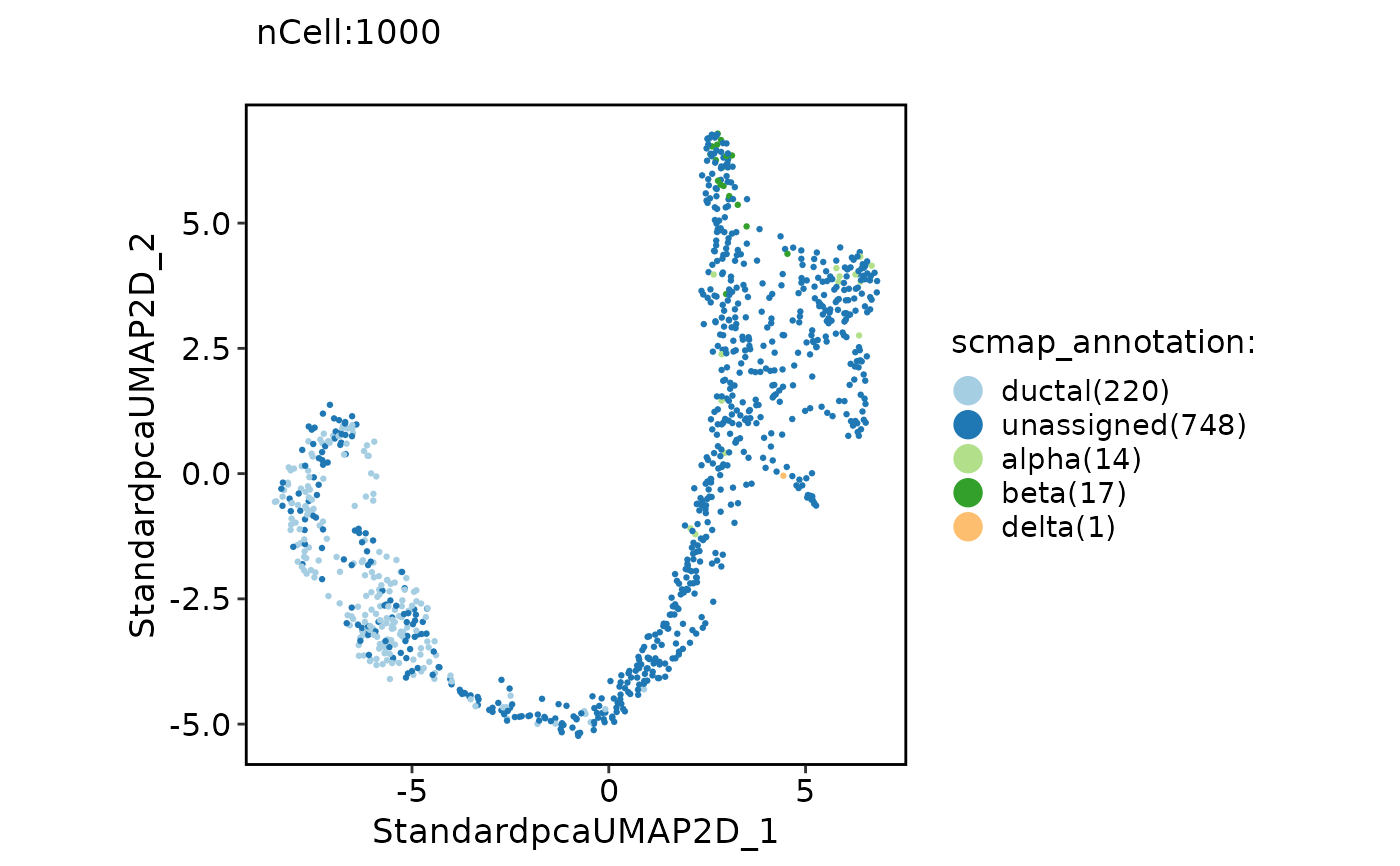 nCell:1000
StandardpcaUMAP2D_2
5.0
2.5
0.0
-2.5
-5.0
-5
0
5
StandardpcaUMAP2D_1
scmap_annotation:
ductal(220)
unassigned(748)
alpha(14)
beta(17)
delta(1)